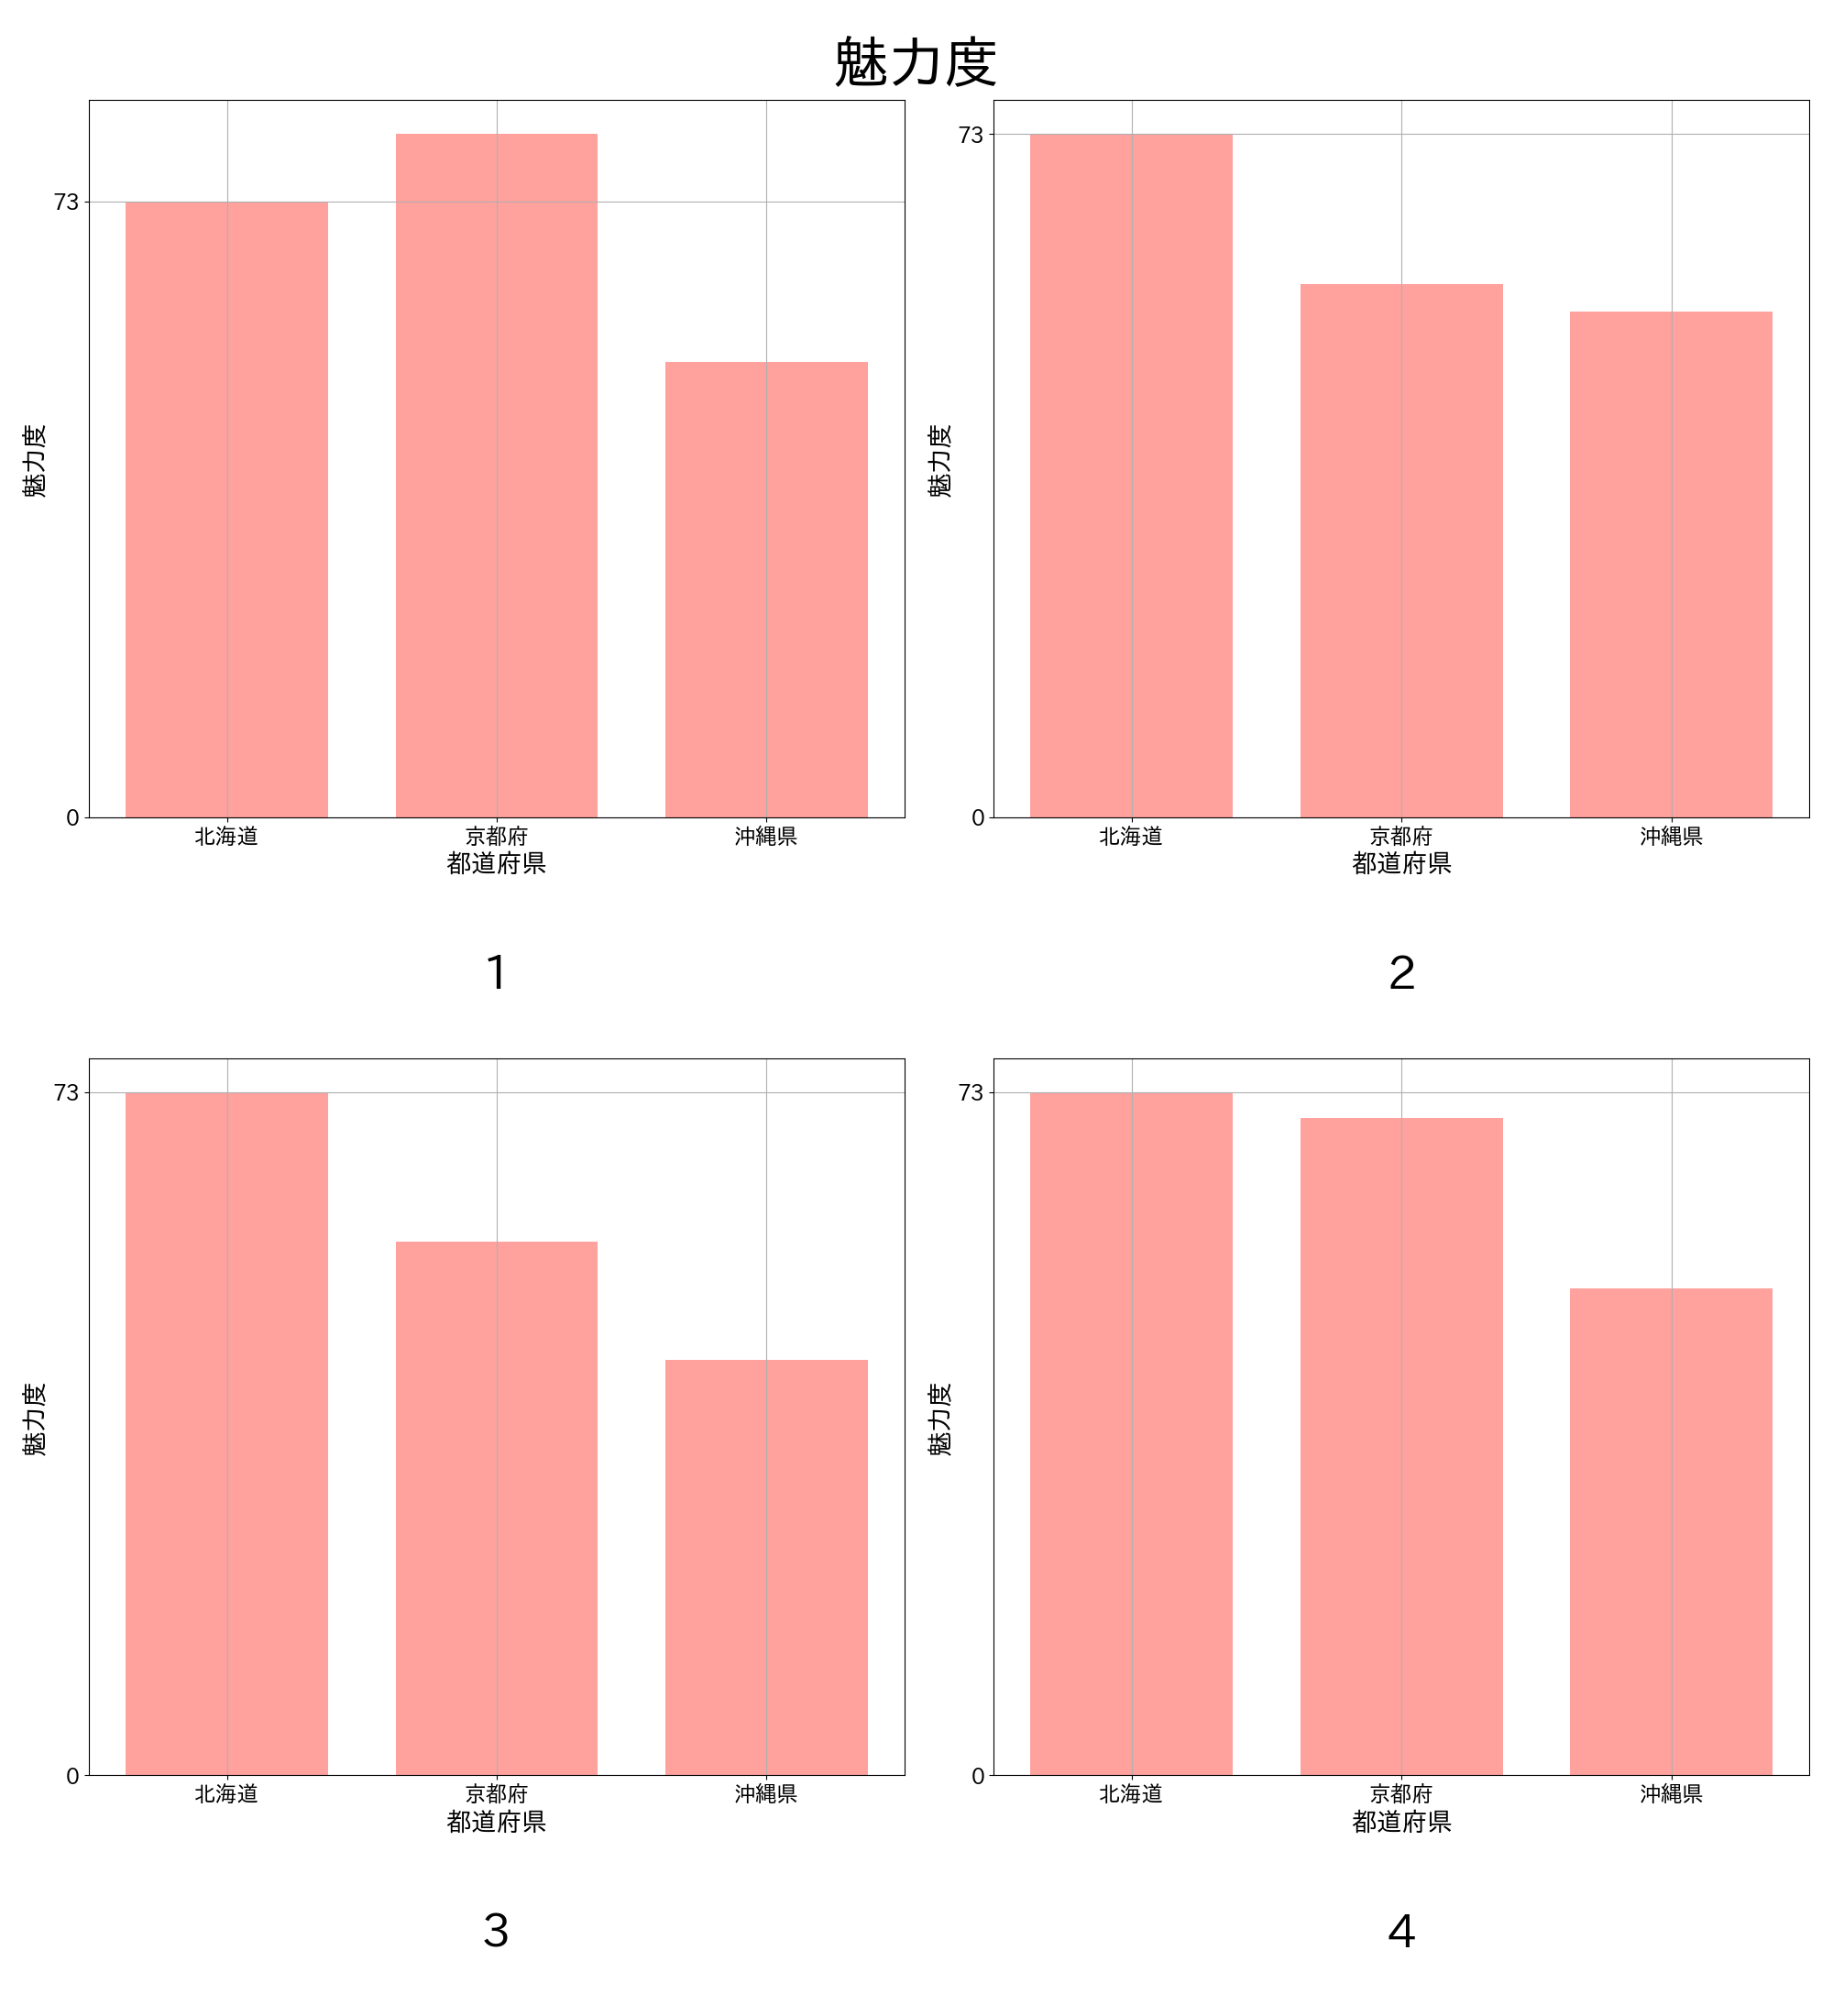 魅力度
73
0
魅力度
北海道 京都府 沖縄県
都道府県
1
73
0
魅力度
北海道 京都府 沖縄県
都道府県
2
73
0
魅力度
北海道 京都府 沖縄県
都道府県
3
73
0
魅力度
北海道 京都府 沖縄県
都道府県
4